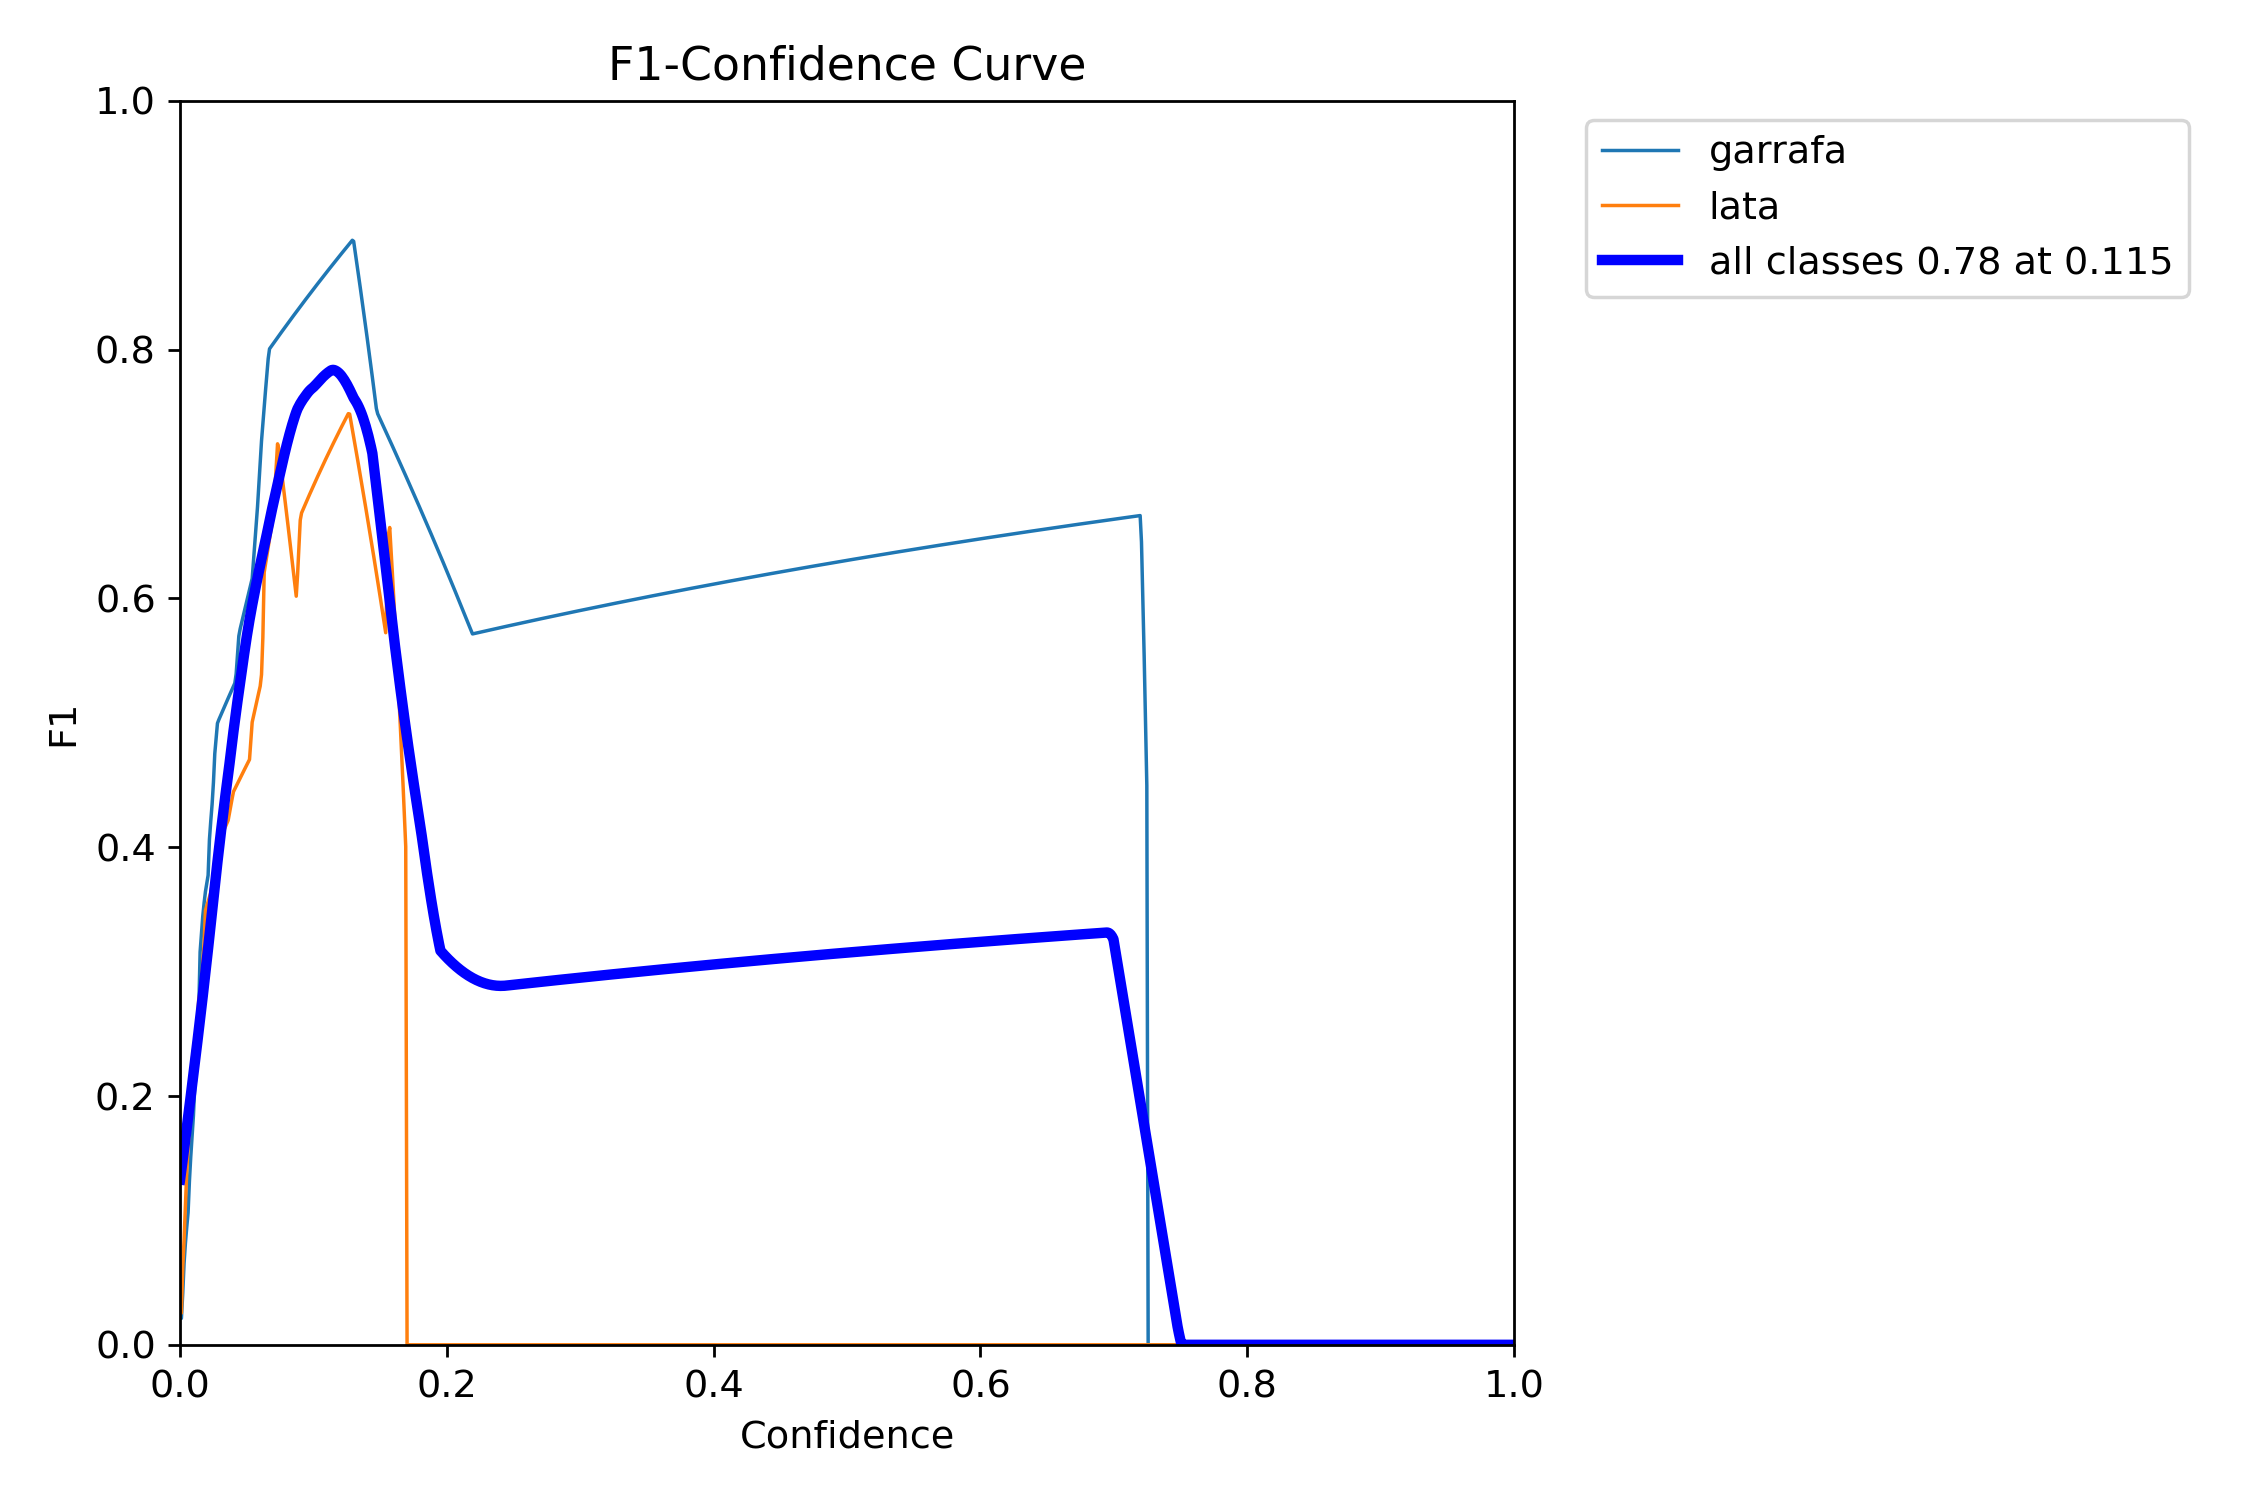 F1-Confidence Curve
garrafa
lata
all classes 0.78 at 0.115
F1
1.0
0.8
0.6
0.4
0.2
0.0
0.0 0.2 0.4 0.6 0.8 1.0
Confidence